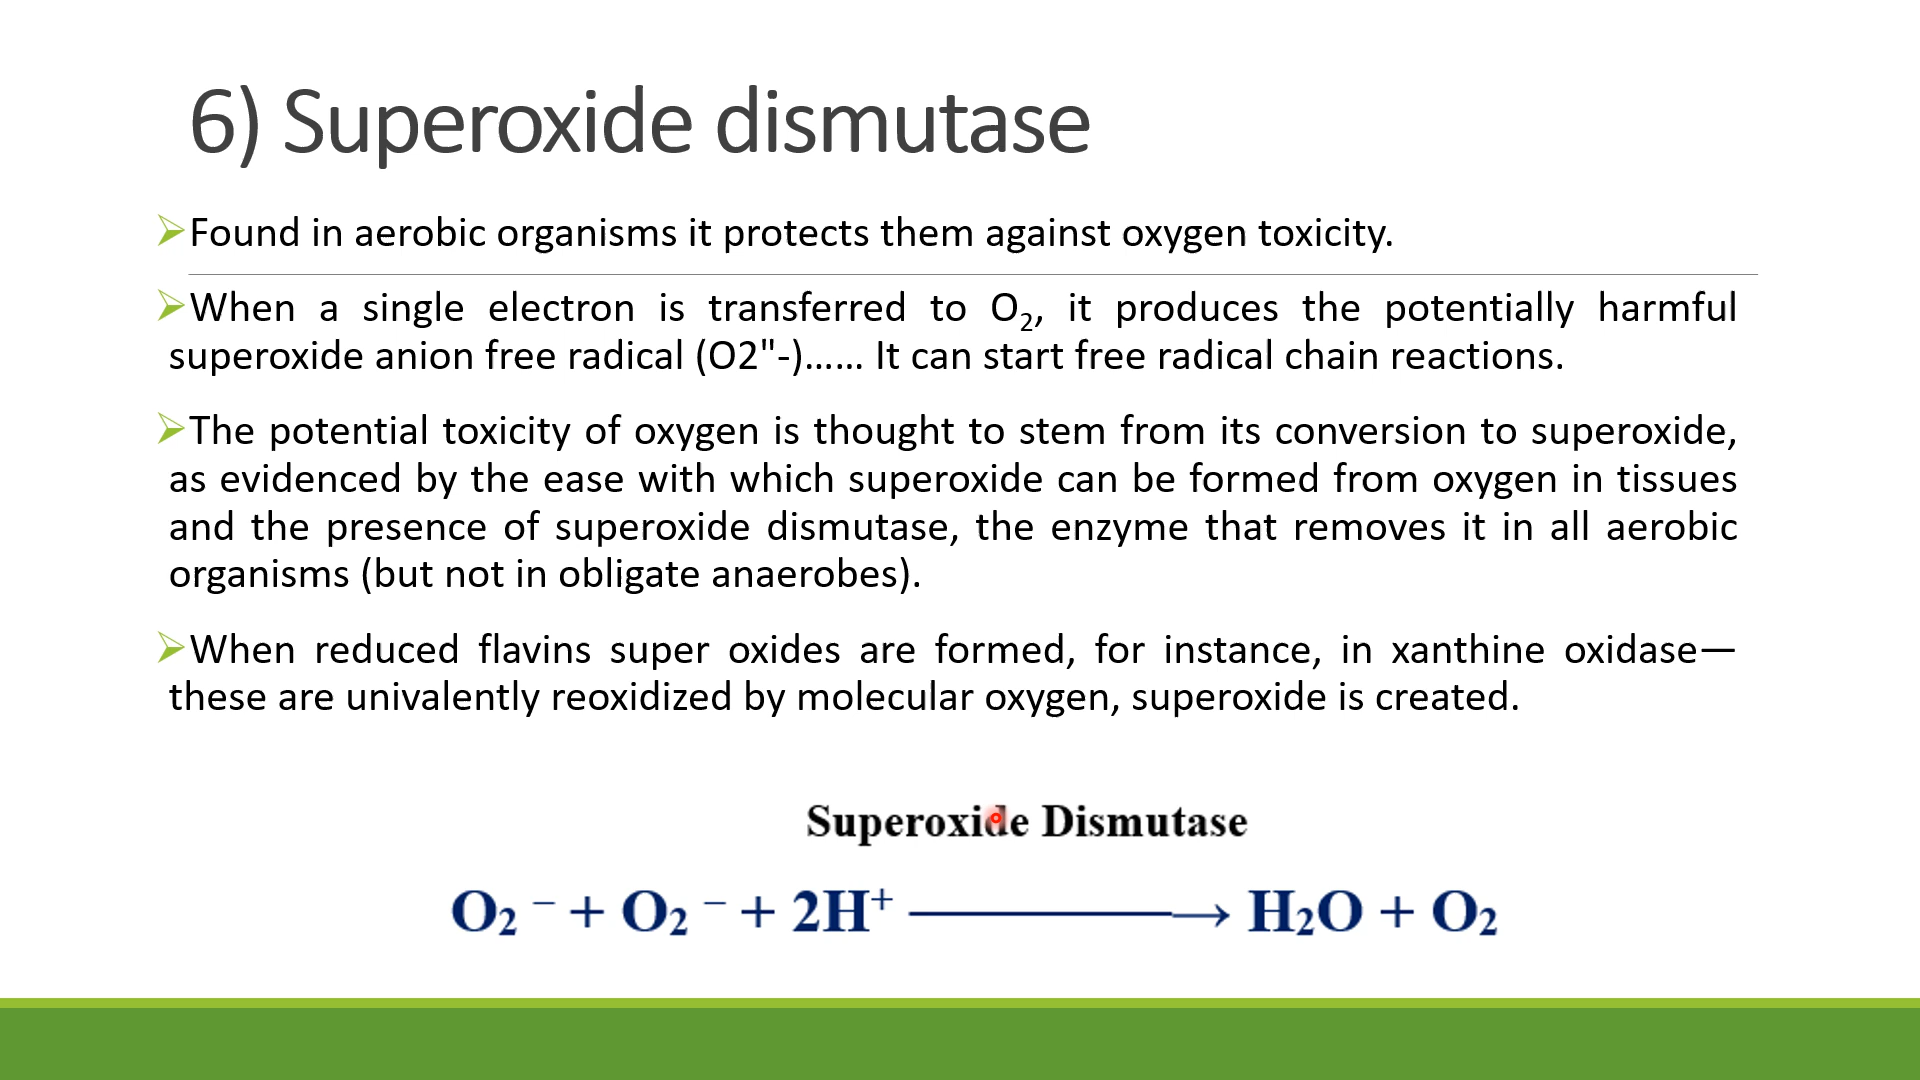 6) Superoxide dismutase
➢Found in aerobic organisms it protects them against oxygen toxicity.
➢When a single electron is transferred to O₂, it produces the potentially harmful
superoxide anion free radical (O2"-)...... It can start free radical chain reactions.
➢The potential toxicity of oxygen is thought to stem from its conversion to superoxide,
as evidenced by the ease with which superoxide can be formed from oxygen in tissues
and the presence of superoxide dismutase, the enzyme that removes it in all aerobic
organisms (but not in obligate anaerobes).
➢When reduced flavins super oxides are formed, for instance, in xanthine oxidase—
these are univalently reoxidized by molecular oxygen, superoxide is created.
Superoxide Dismutase
O₂ ⁻ + O₂ ⁻ + 2H⁺ ⟶ H₂O + O₂